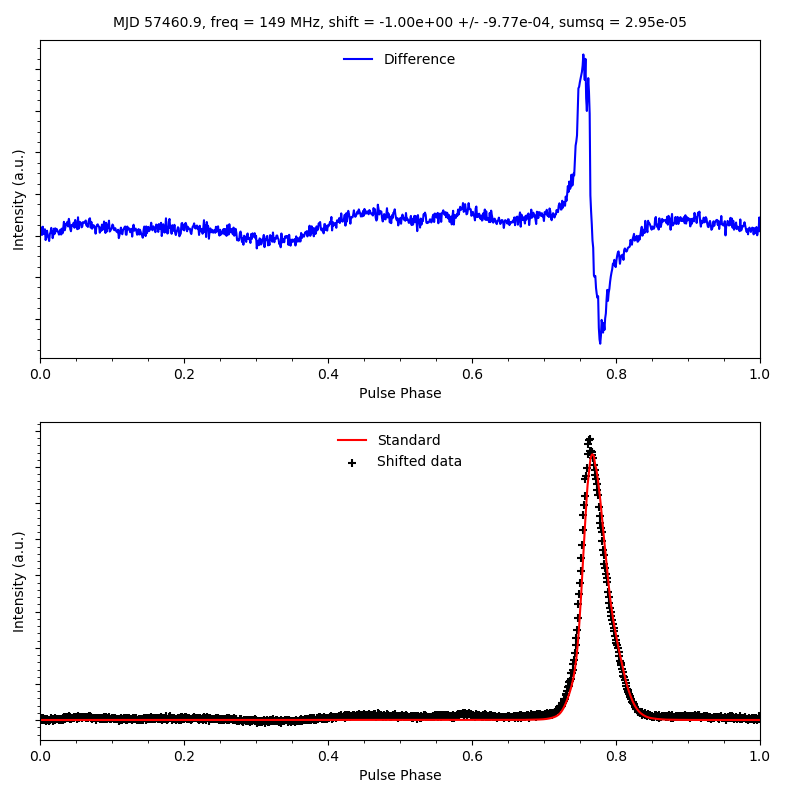 MJD 57460.9, freq = 149 MHz, shift = -1.00e+00 +/- -9.77e-04, sumsq = 2.95e-05
Difference
Intensity (a.u.)
0.0 0.2 0.4 0.6 0.8 1.0
Pulse Phase
Standard
Shifted data
Intensity (a.u.)
0.0 0.2 0.4 0.6 0.8 1.0
Pulse Phase